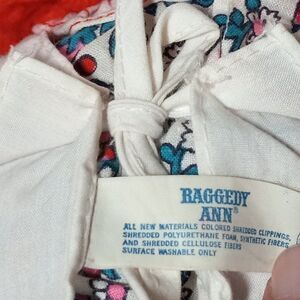 RAGGEDY
ANN®
ALL NEW MATERIALS COLORED SHREDDED CLIPPINGS,
SHREDDED POLYURETHANE FOAM, SYNTHETIC FIBERS
AND SHREDDED CELLULOSE FIBERS
SURFACE WASHABLE ONLY